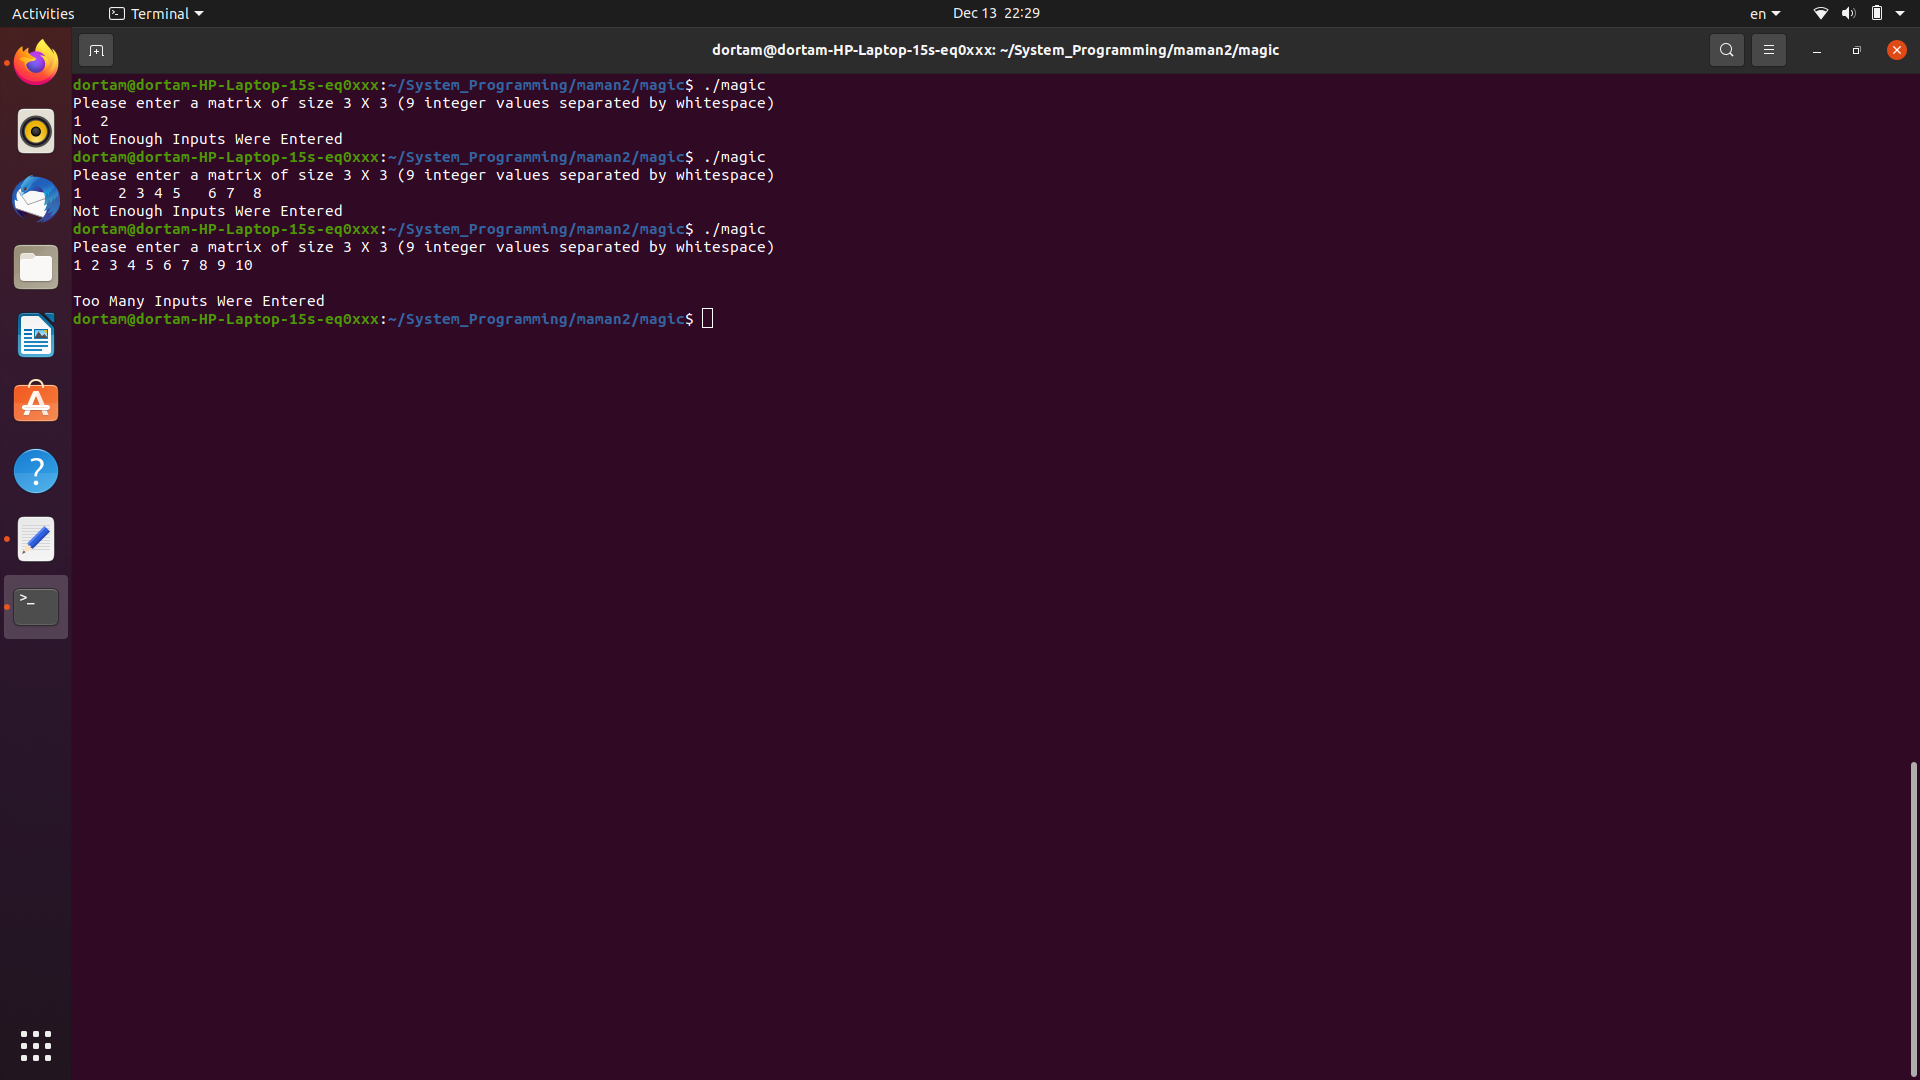 Activities Terminal Dec 13 22:29 en
dortam@dortam-HP-Laptop-15s-eq0xxx: ~/System_Programming/maman2/magic
dortam@dortam-HP-Laptop-15s-eq0xxx:~/System_Programming/maman2/magic$ ./magic
Please enter a matrix of size 3 X 3 (9 integer values separated by whitespace)
1  2
Not Enough Inputs Were Entered
dortam@dortam-HP-Laptop-15s-eq0xxx:~/System_Programming/maman2/magic$ ./magic
Please enter a matrix of size 3 X 3 (9 integer values separated by whitespace)
1    2 3 4 5   6 7  8
Not Enough Inputs Were Entered
dortam@dortam-HP-Laptop-15s-eq0xxx:~/System_Programming/maman2/magic$ ./magic
Please enter a matrix of size 3 X 3 (9 integer values separated by whitespace)
1 2 3 4 5 6 7 8 9 10
Too Many Inputs Were Entered
dortam@dortam-HP-Laptop-15s-eq0xxx:~/System_Programming/maman2/magic$